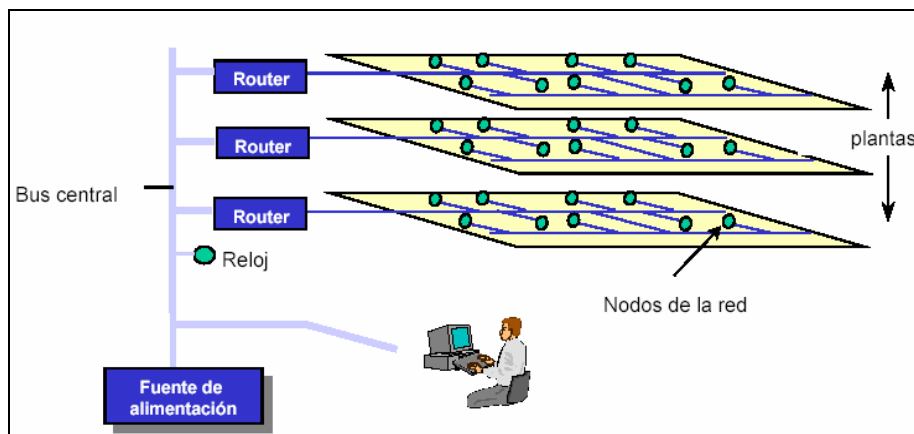 Router
Router
plantas
Bus central
Router
Reloj
Nodos de la red
Fuente de
alimentación